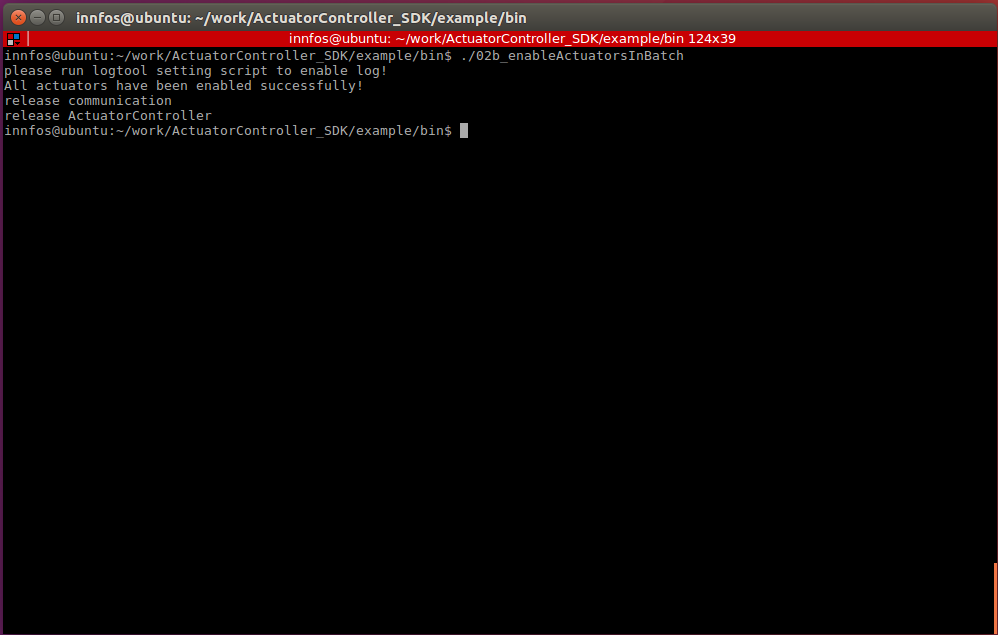 innfos@ubuntu: ~/work/ActuatorController_SDK/example/bin
innfos@ubuntu: ~/work/ActuatorController_SDK/example/bin 124x39
innfos@ubuntu:~/work/ActuatorController_SDK/example/bin$ ./02b_enableActuatorsInBatch
please run logtool setting script to enable log!
All actuators have been enabled successfully!
release communication
release ActuatorController
innfos@ubuntu:~/work/ActuatorController_SDK/example/bin$